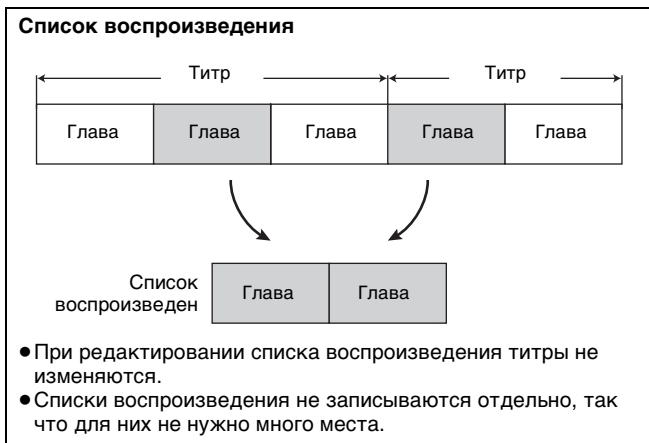 Список воспроизведения
Титр Титр
Глава Глава Глава Глава Глава
Список
воспроизведен
Глава Глава
●При редактировании списка воспроизведения титры не
изменяются.
●Списки воспроизведения не записываются отдельно, так
что для них не нужно много места.